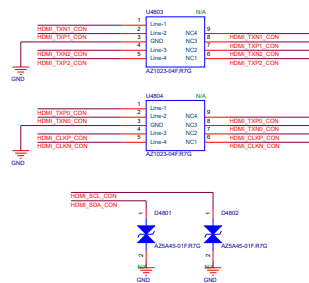 U4803 N/A
1 Line-1
HDMI_TXN1_CON 2 Line-2 NC4 9
HDMI_TXP1_CON 3 GND NC3 8 HDMI_TXN1_CON
HDMI_TXN2_CON 4 Line-3 NC2 7 HDMI_TXP1_CON
HDMI_TXP2_CON 5 Line-4 NC1 6 HDMI_TXN2_CON
HDMI_TXP2_CON
AZ1023-04F.R7G
GND
U4804 N/A
1 Line-1
HDMI_TXP0_CON 2 Line-2 NC4 9
HDMI_TXN0_CON 3 GND NC3 8 HDMI_TXP0_CON
4 Line-3 NC2 7 HDMI_TXN0_CON
HDMI_CLKP_CON 5 Line-4 NC1 6 HDMI_CLKP_CON
HDMI_CLKN_CON HDMI_CLKN_CON
AZ1023-04F.R7G
GND
HDMI_SCL_CON
HDMI_SDA_CON
D4801 D4802
1 1
AZ5A45-01F.R7G AZ5A45-01F.R7G
2 2
N/A N/A
GND GND